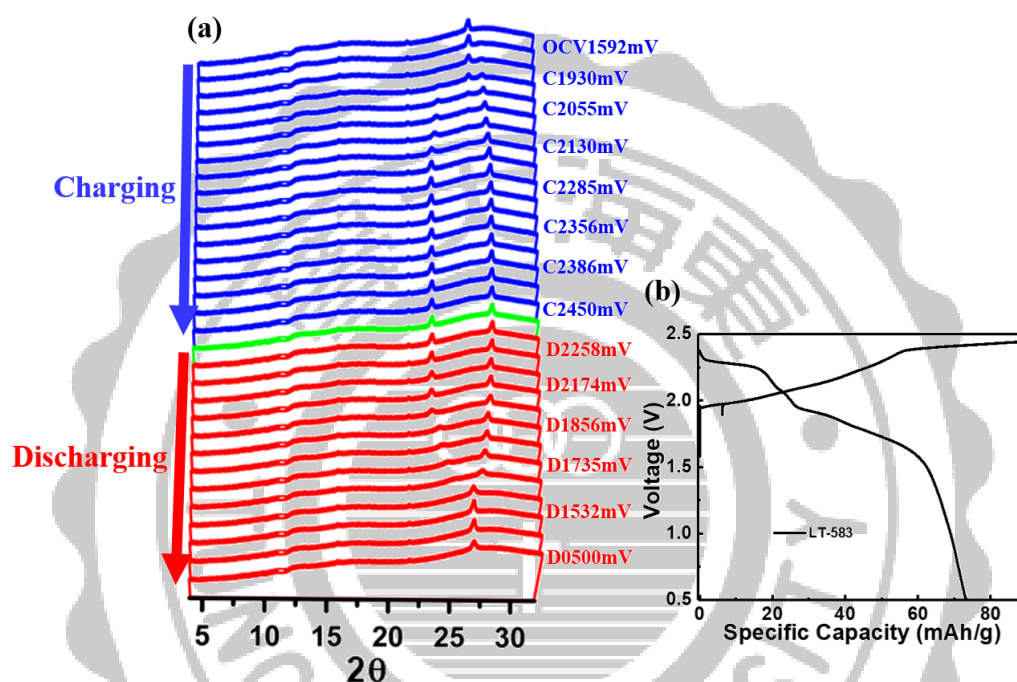 (a)
OCV1592mV
C1930mV
C2055mV
C2130mV
C2285mV
C2356mV
C2386mV
C2450mV
D2258mV
D2174mV
D1856mV
D1735mV
D1532mV
D0500mV
Charging
Discharging
5 10 15 20 25 30
2θ
(b)
2.5
2.0
1.5
1.0
0.5
Voltage (V)
LT-583
0 20 40 60 80
Specific Capacity (mAh/g)